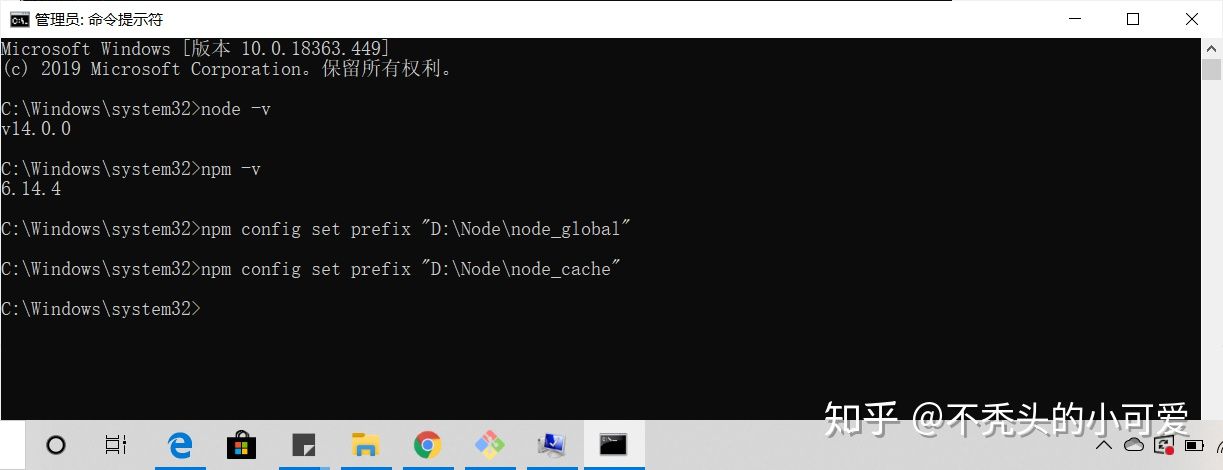 管理员: 命令提示符
Microsoft Windows [版本 10.0.18363.449]
(c) 2019 Microsoft Corporation。保留所有权利。
C:\Windows\system32>node -v
v14.0.0
C:\Windows\system32>npm -v
6.14.4
C:\Windows\system32>npm config set prefix "D:\Node\node_global"
C:\Windows\system32>npm config set prefix "D:\Node\node_cache"
C:\Windows\system32>
知乎 @不秃头的小可爱